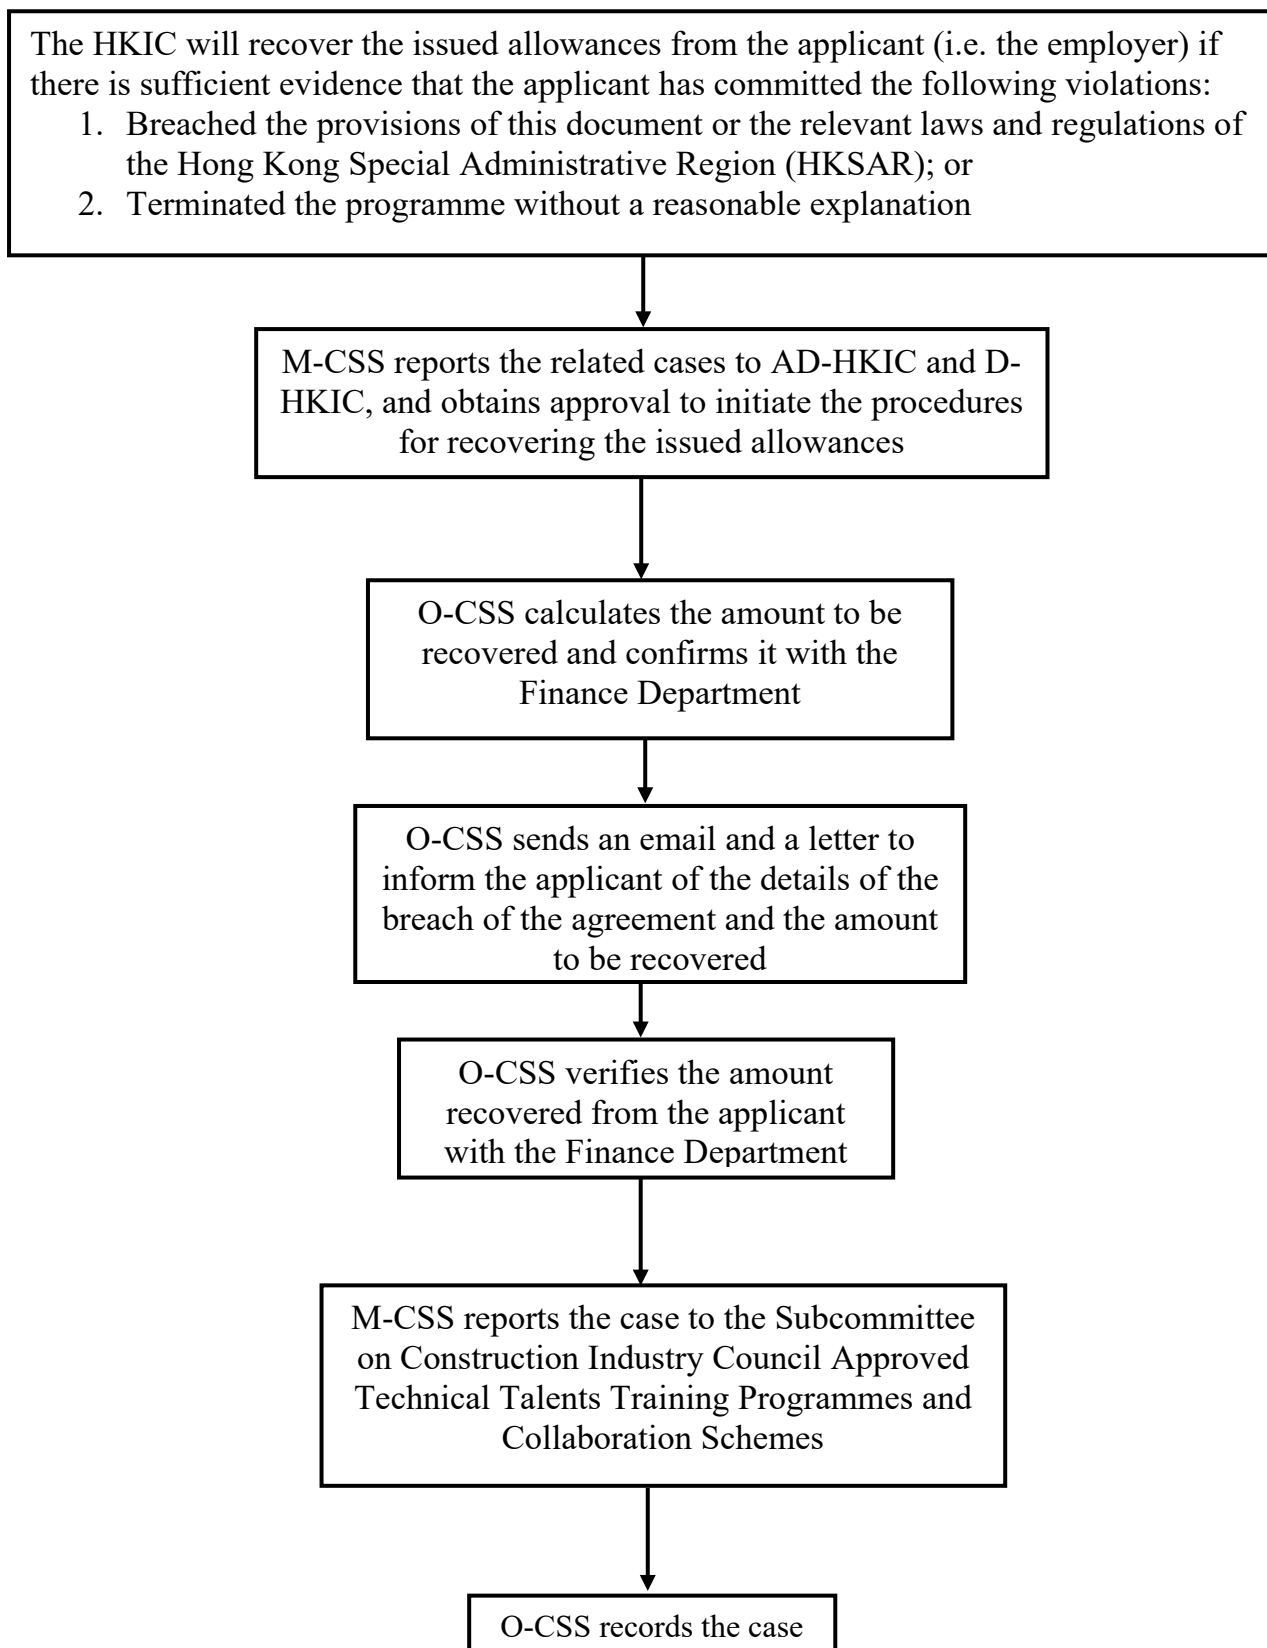 The HKIC will recover the issued allowances from the applicant (i.e. the employer) if
there is sufficient evidence that the applicant has committed the following violations:
1. Breached the provisions of this document or the relevant laws and regulations of
the Hong Kong Special Administrative Region (HKSAR); or
2. Terminated the programme without a reasonable explanation
M-CSS reports the related cases to AD-HKIC and D-
HKIC, and obtains approval to initiate the procedures
for recovering the issued allowances
O-CSS calculates the amount to be
recovered and confirms it with the
Finance Department
O-CSS sends an email and a letter to
inform the applicant of the details of the
breach of the agreement and the amount
to be recovered
O-CSS verifies the amount
recovered from the applicant
with the Finance Department
M-CSS reports the case to the Subcommittee
on Construction Industry Council Approved
Technical Talents Training Programmes and
Collaboration Schemes
O-CSS records the case